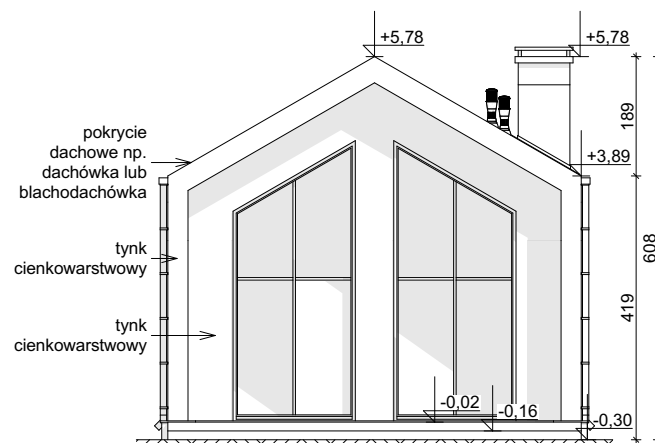 +5,78
+5,78
pokrycie
dachowe np.
dachówka lub
blachodachówka
189
+3,89
tynk
cienkowarstwowy
608
419
tynk
cienkowarstwowy
-0,02
-0,16
-0,30